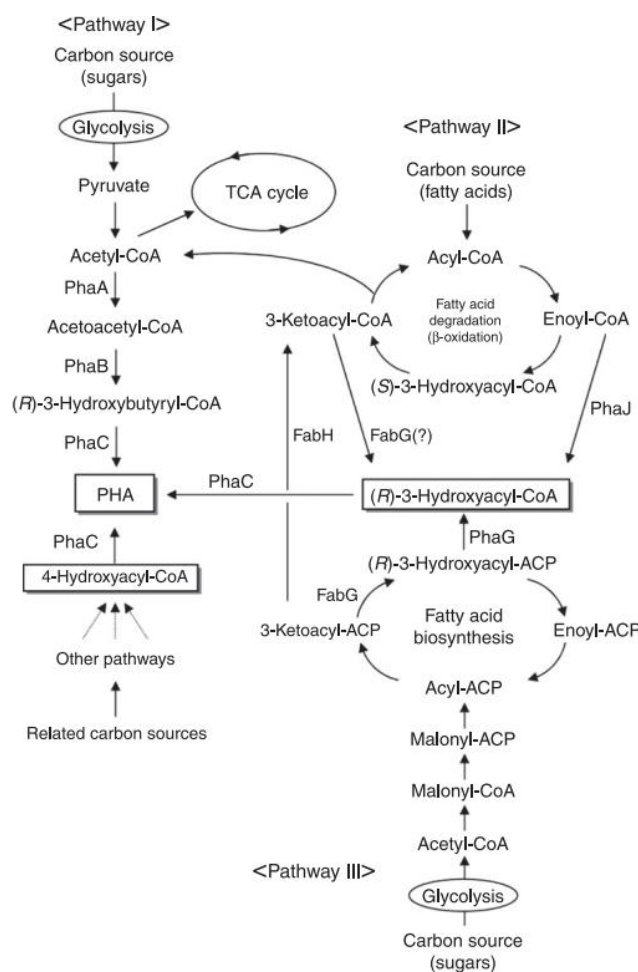 <Pathway I>
Carbon source
(sugars)
Glycolysis
Pyruvate
TCA cycle
Acetyl-CoA
PhaA
Acetoacetyl-CoA
PhaB
(R)-3-Hydroxybutyryl-CoA
PhaC
PHA
PhaC
4-Hydroxyacyl-CoA
Other pathways
Related carbon sources
<Pathway II>
Carbon source
(fatty acids)
Acyl-CoA
3-Ketoacyl-CoA
Fatty acid
degradation
(β-oxidation)
Enoyl-CoA
(S)-3-Hydroxyacyl-CoA
PhaJ
FabH
FabG(?)
PhaC
(R)-3-Hydroxyacyl-CoA
PhaG
(R)-3-Hydroxyacyl-ACP
FabG
3-Ketoacyl-ACP
Fatty acid
biosynthesis
Enoyl-ACP
Acyl-ACP
Malonyl-ACP
Malonyl-CoA
Acetyl-CoA
<Pathway III>
Glycolysis
Carbon source
(sugars)